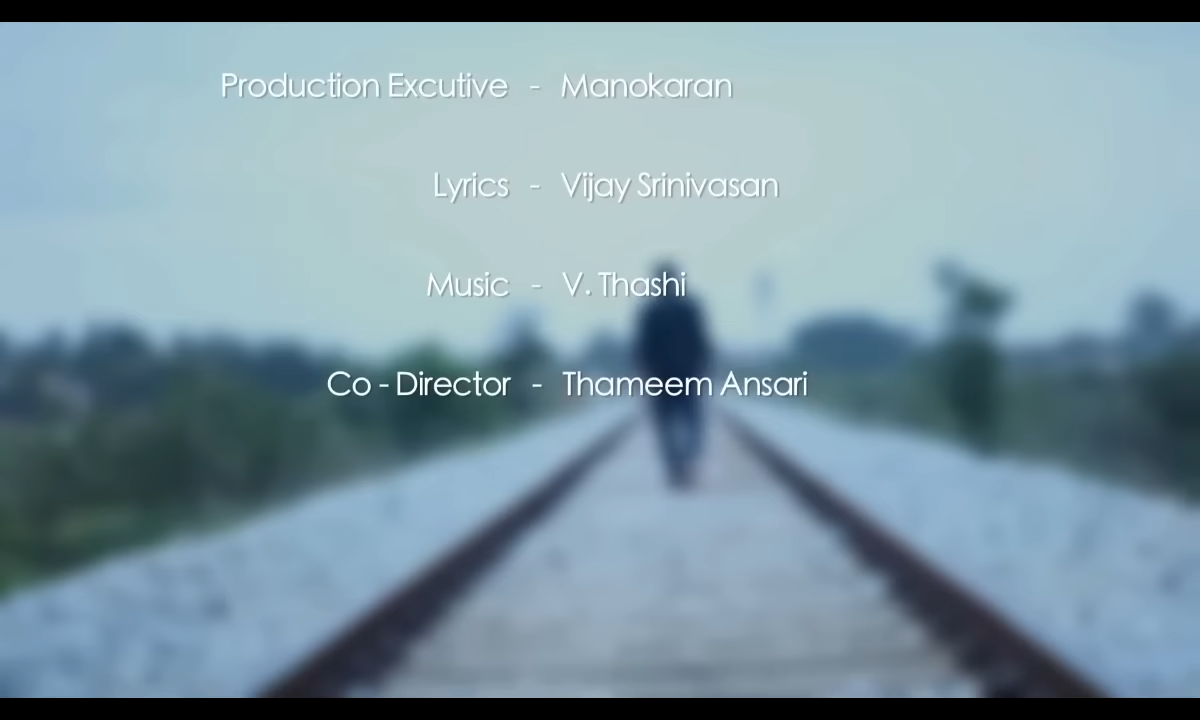 Production Excutive - Manokaran
Lyrics - Vijay Srinivasan
Music - V. Thashi
Co - Director - Thameem Ansari